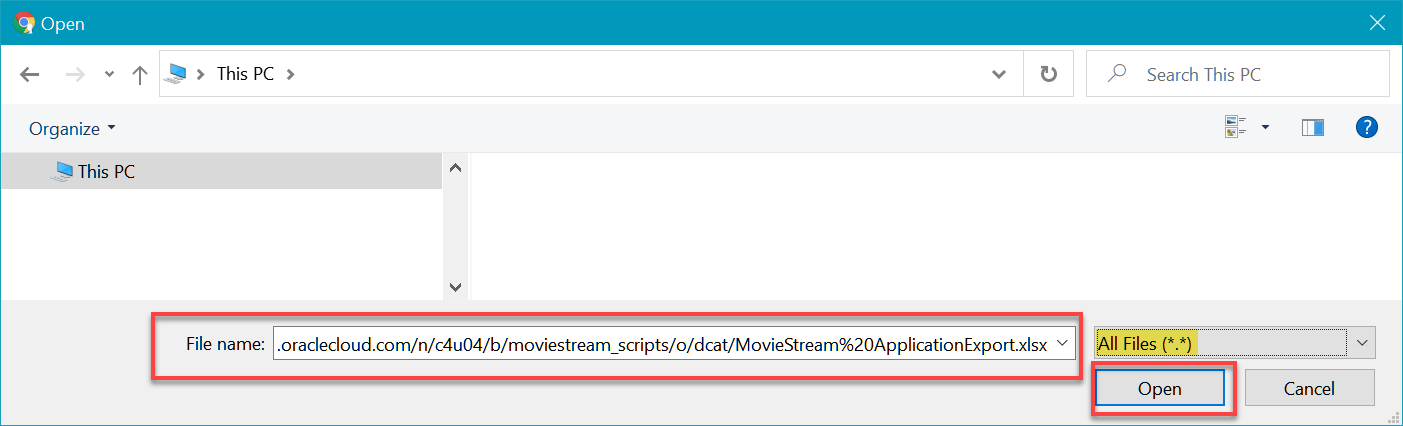 Open
This PC
Search This PC
Organize
This PC
File name: .oraclecloud.com/n/c4u04/b/moviestream_scripts/o/dcat/MovieStream%20ApplicationExport.xlsx
All Files (*.*)
Open
Cancel